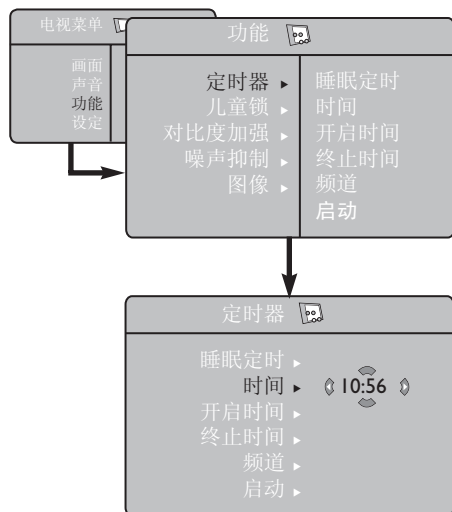 电视菜单
画面
声音
功能
设定
功能
定时器 ▸ 睡眠定时
儿童锁 ▸ 时间
对比度加强 ▸ 开启时间
噪声抑制 ▸ 终止时间
图像 ▸ 频道
启动
定时器
睡眠定时 ▸
时间 ▸ 10:56
开启时间 ▸
终止时间 ▸
频道 ▸
启动 ▸